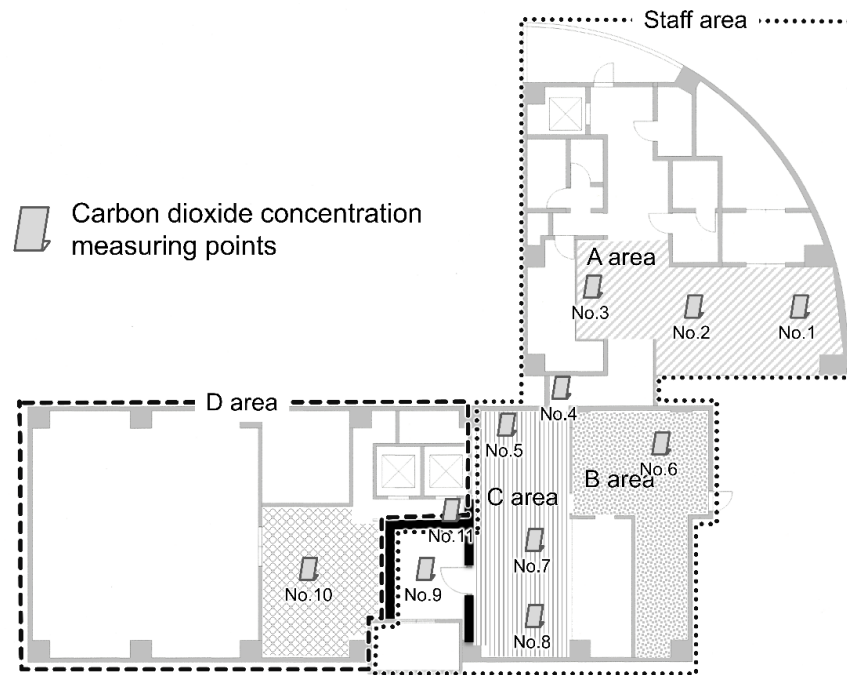 Staff area
Carbon dioxide concentration
measuring points
A area
No.3
No.2
No.1
D area
No.4
No.5
No.6
C area
B area
No.11
No.7
No.10
No.9
No.8